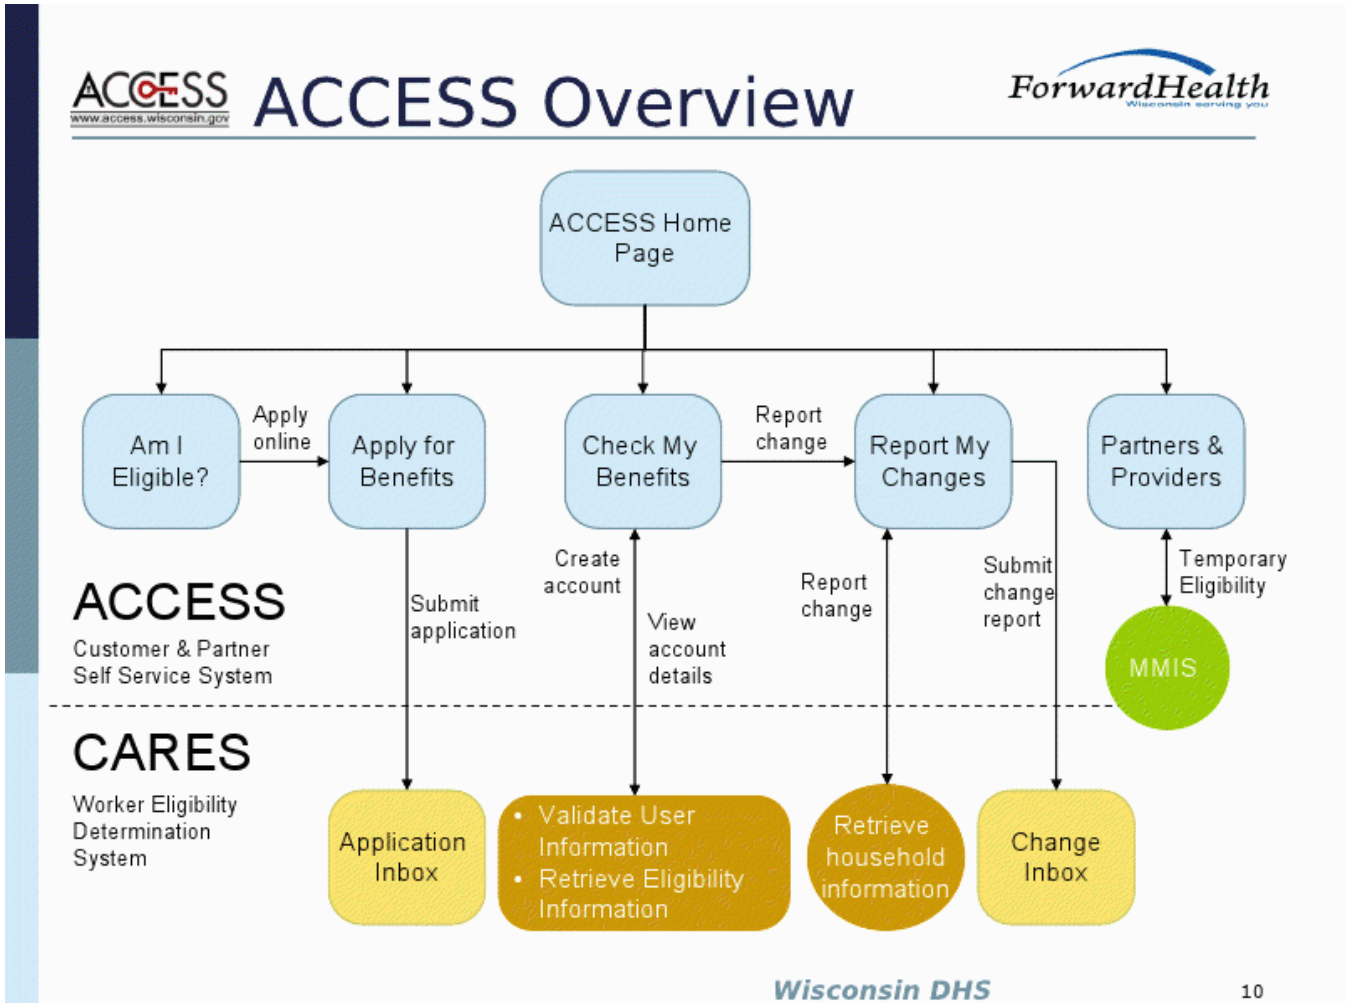 ACCESS
www.access.wisconsin.gov
ACCESS Overview
ForwardHealth
Wisconsin serving you
ACCESS Home
Page
Am I
Eligible?
Apply
online
Apply for
Benefits
Check My
Benefits
Report
change
Report My
Changes
Partners &
Providers
Submit
application
Create
account
View
account
details
Report
change
Submit
change
report
Temporary
Eligibility
MMIS
ACCESS
Customer & Partner
Self Service System
CARES
Worker Eligibility
Determination
System
Application
Inbox
• Validate User
Information
• Retrieve Eligibility
Information
Retrieve
household
information
Change
Inbox
Wisconsin DHS
10